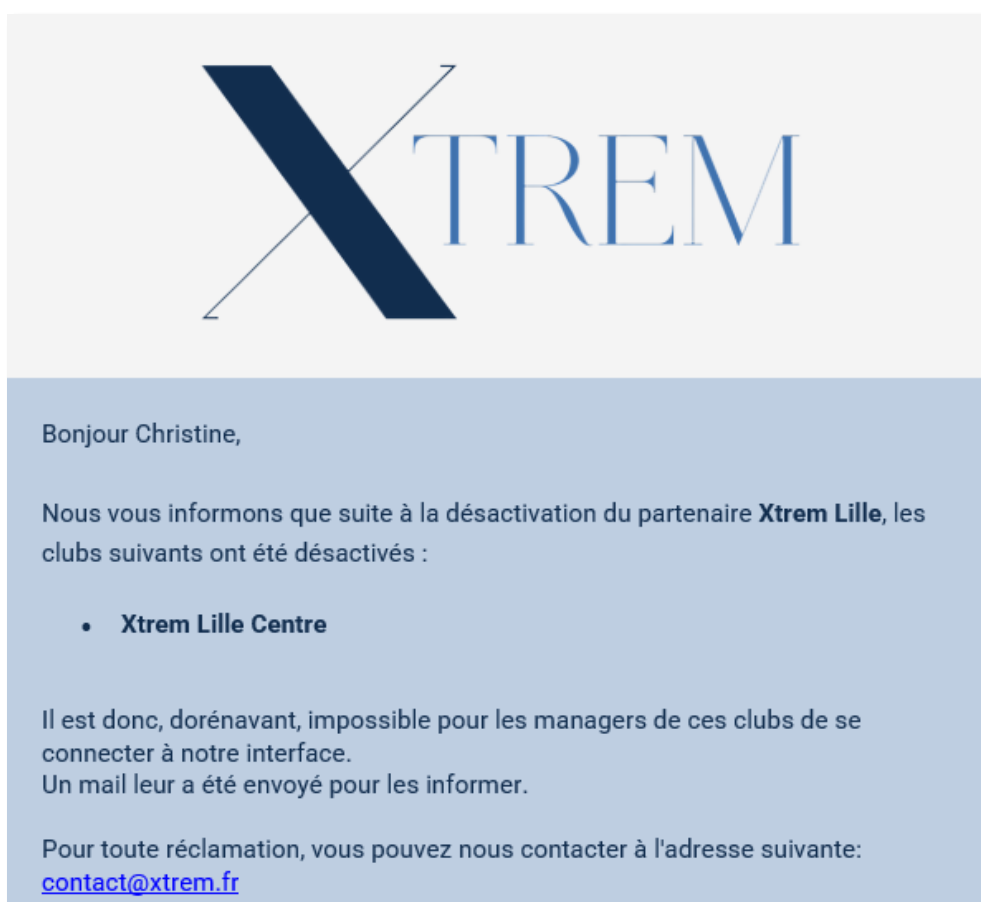 XTREM
Bonjour Christine,
Nous vous informons que suite à la désactivation du partenaire Xtrem Lille, les
clubs suivants ont été désactivés :
• Xtrem Lille Centre
Il est donc, dorénavant, impossible pour les managers de ces clubs de se
connecter à notre interface.
Un mail leur a été envoyé pour les informer.
Pour toute réclamation, vous pouvez nous contacter à l'adresse suivante:
contact@xtrem.fr